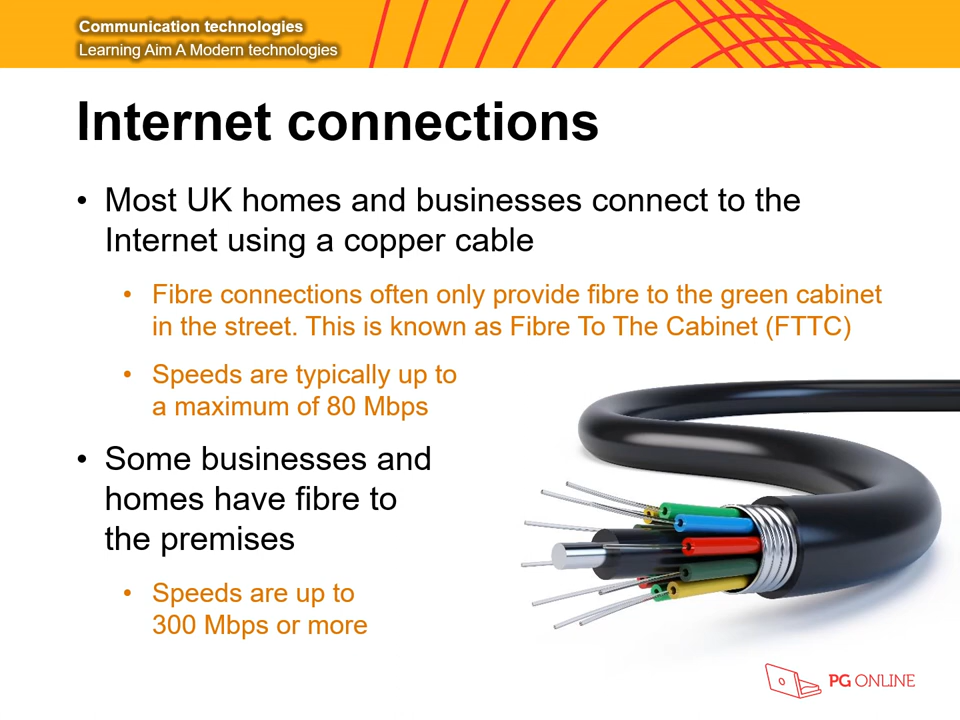 Communication technologies
Learning Aim A Modern technologies
Internet connections
• Most UK homes and businesses connect to the
Internet using a copper cable
• Fibre connections often only provide fibre to the green cabinet
in the street. This is known as Fibre To The Cabinet (FTTC)
• Speeds are typically up to
a maximum of 80 Mbps
• Some businesses and
homes have fibre to
the premises
• Speeds are up to
300 Mbps or more
PG ONLINE